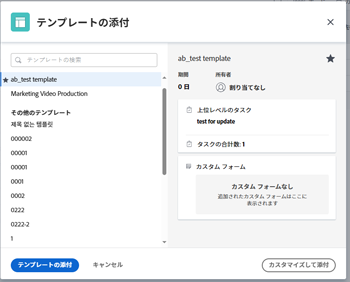 テンプレートの添付
テンプレートの検索
ab_test template
Marketing Video Production
その他のテンプレート
제목 없는 템플릿
000002
00001
00001
0001
0002
0222
0222-2
1
ab_test template
期間
所有者
0 日
割り当てなし
上位レベルのタスク
test for update
タスクの合計数: 1
カスタム フォーム
カスタム フォームなし
追加されたカスタム フォームはここに
表示されます
テンプレートの添付
キャンセル
カスタマイズして添付